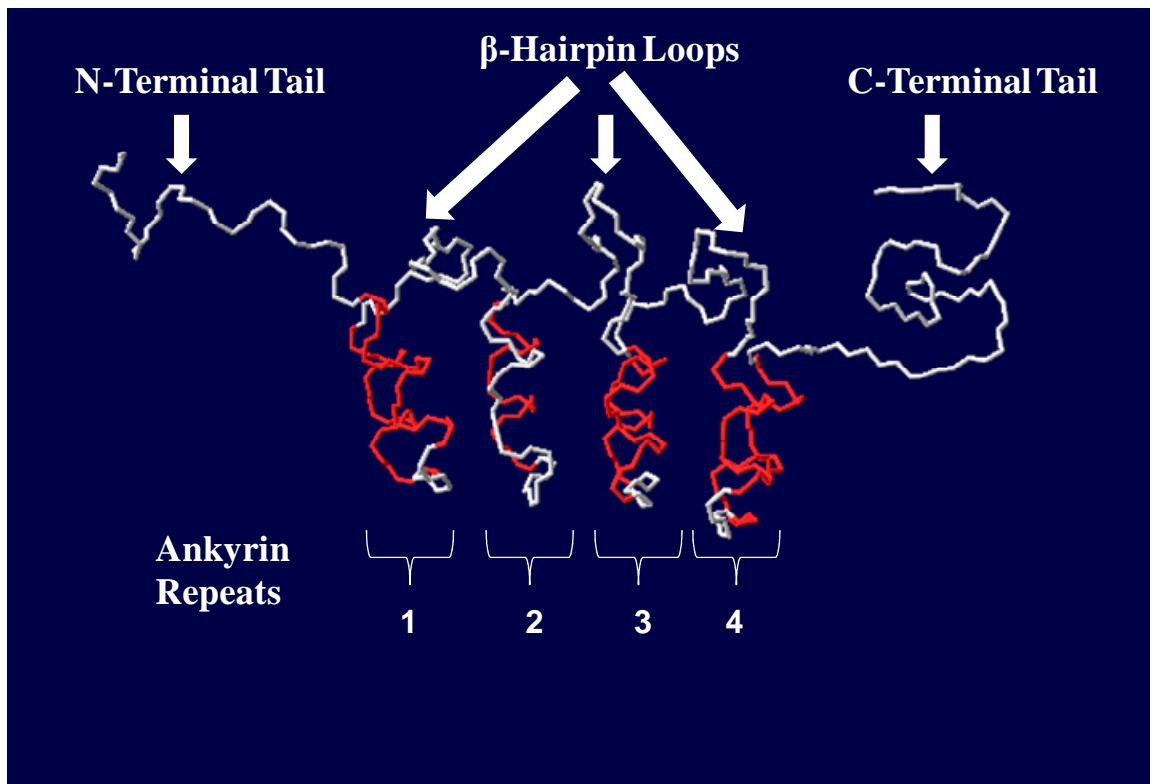 β-Hairpin Loops
N-Terminal Tail
C-Terminal Tail
Ankyrin
Repeats
1 2 3 4